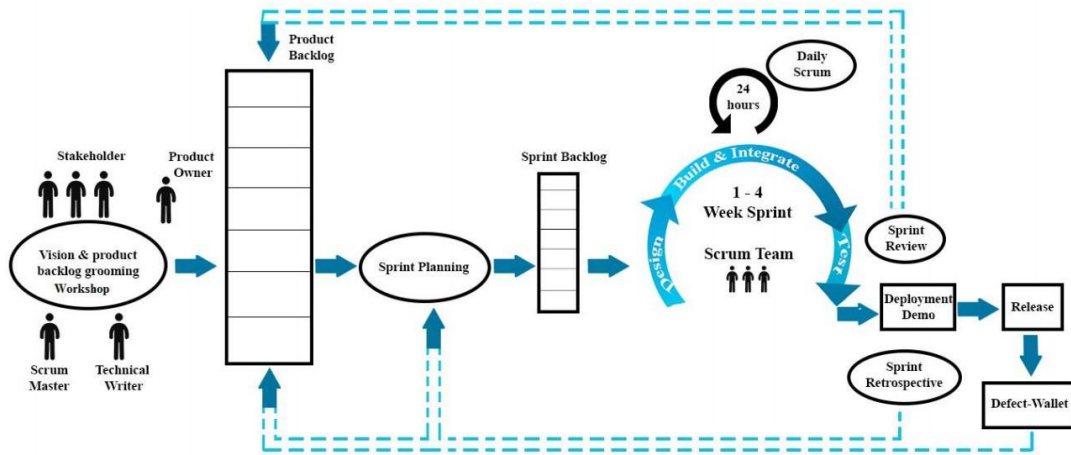 Product
Backlog
Stakeholder
Product
Owner
Vision & product
backlog grooming
Workshop
Scrum
Master
Technical
Writer
Sprint Planning
Sprint Backlog
Daily
Scrum
24
hours
Design
Build & Integrate
Test
1 - 4
Week Sprint
Scrum Team
Sprint
Review
Deployment
Demo
Release
Sprint
Retrospective
Defect-Wallet